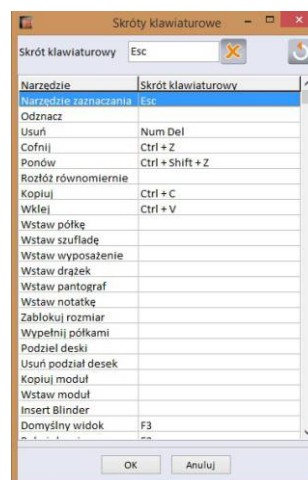 Skróty klawiaturowe
Skrót klawiaturowy Esc
Narzędzie Skrót klawiaturowy
Narzędzie zaznaczania Esc
Odznacz
Usuń Num Del
Cofnij Ctrl + Z
Ponów Ctrl + Shift + Z
Rozłóż równomiernie
Kopiuj Ctrl + C
Wklej Ctrl + V
Wstaw półkę
Wstaw szufladę
Wstaw wyposażenie
Wstaw drążek
Wstaw pantograf
Wstaw notatkę
Zablokuj rozmiar
Wypełnij półkami
Podziel deski
Usuń podział desek
Kopiuj moduł
Wstaw moduł
Insert Blinder
Domyślny widok F3
OK Anuluj